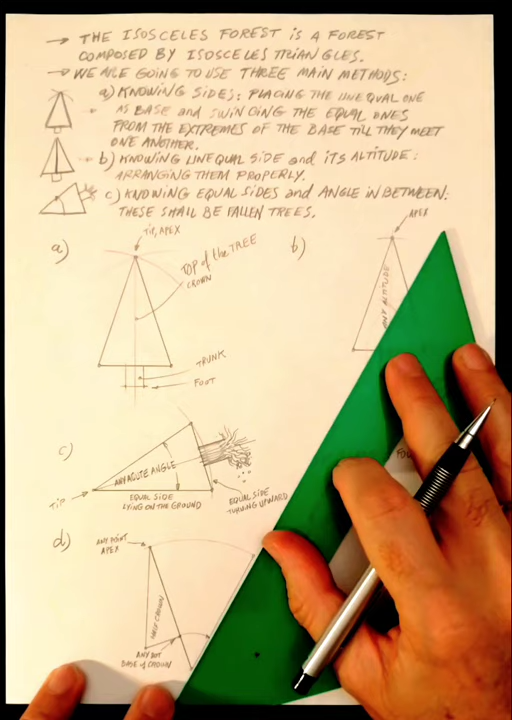 → THE ISOSCELES FOREST IS A FOREST
COMPOSED BY ISOSCELES TRIANGLES.
→ WE ARE GOING TO USE THREE MAIN METHODS:
a) KNOWING SIDES: PLACING THE UNEQUAL ONE
AS BASE and SWINGING THE EQUAL ONES
FROM THE EXTREMES OF THE BASE TILL THEY MEET
ONE ANOTHER.
b) KNOWING UNEQUAL SIDE and ITS ALTITUDE:
ARRANGING THEM PROPERLY.
c) KNOWING EQUAL SIDES and ANGLE IN BETWEEN:
THESE SHALL BE FALLEN TREES.
a)
TIP, APEX
TOP of the TREE
CROWN
TRUNK
FOOT
b)
APEX
c)
ANY ACUTE ANGLE
TIP
EQUAL SIDE
LYING ON THE GROUND
EQUAL SIDE
TURNING UPWARD
d)
ANY POINT
APEX
HALF CROWN
ANY DOT
BASE of CROWN